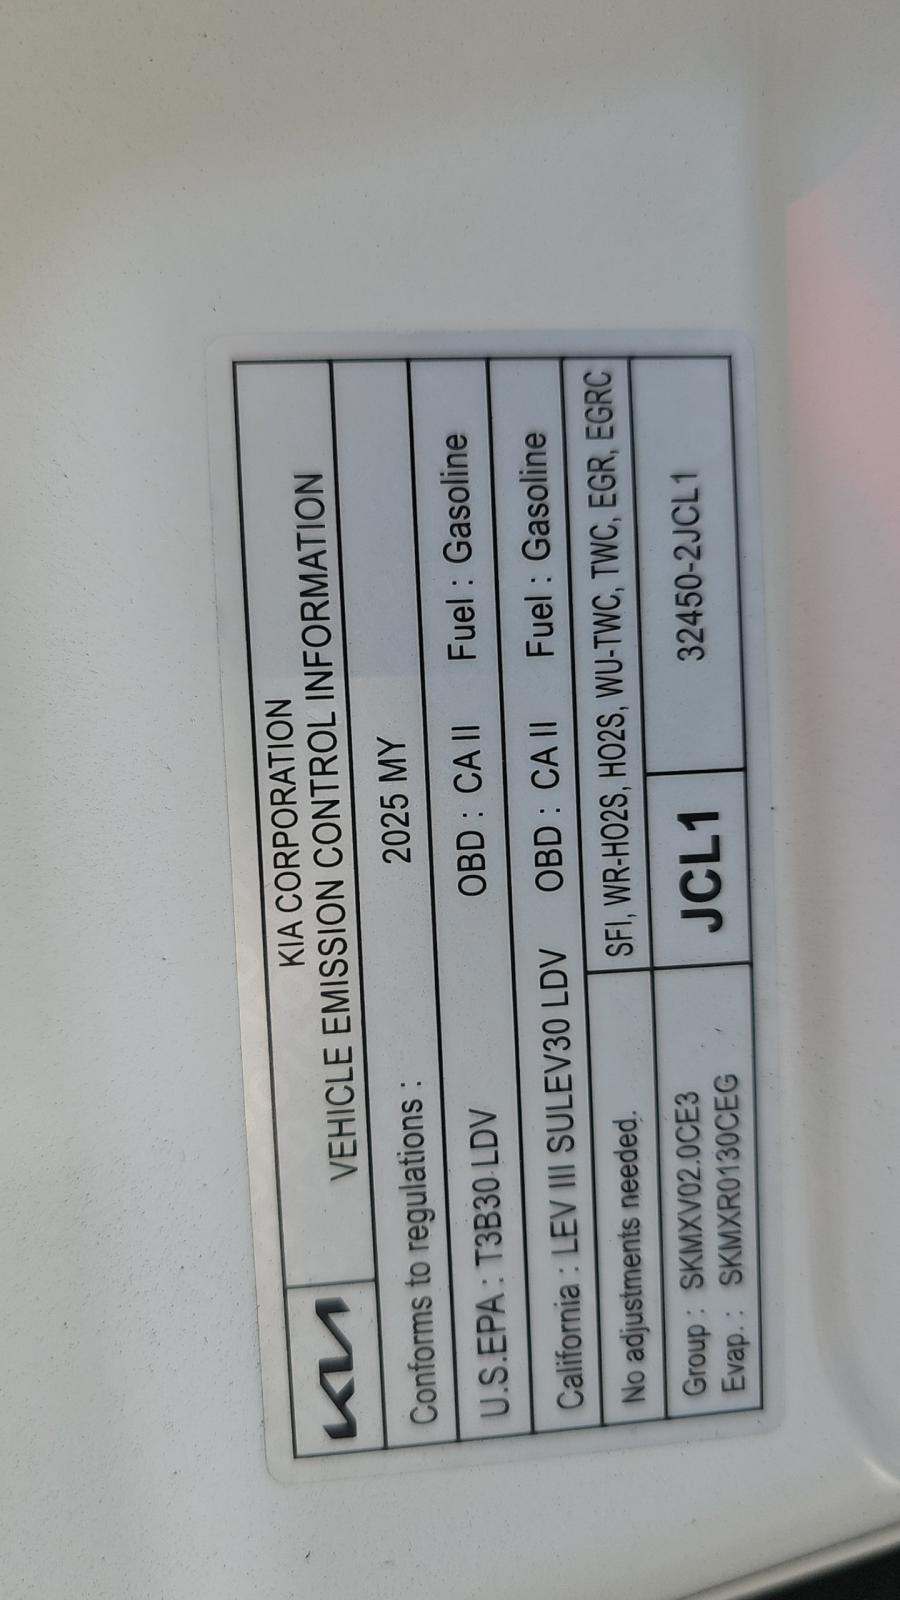 KIA
KIA CORPORATION
VEHICLE EMISSION CONTROL INFORMATION
Conforms to regulations : 2025 MY
U.S.EPA : T3B30 LDV OBD : CA II Fuel : Gasoline
California : LEV III SULEV30 LDV OBD : CA II Fuel : Gasoline
No adjustments needed. SFI, WR-HO2S, HO2S, WU-TWC, TWC, EGR, EGRC
Group : SKMXV02.0CE3
Evap. : SKMXR0130CEG
JCL1 32450-2JCL1